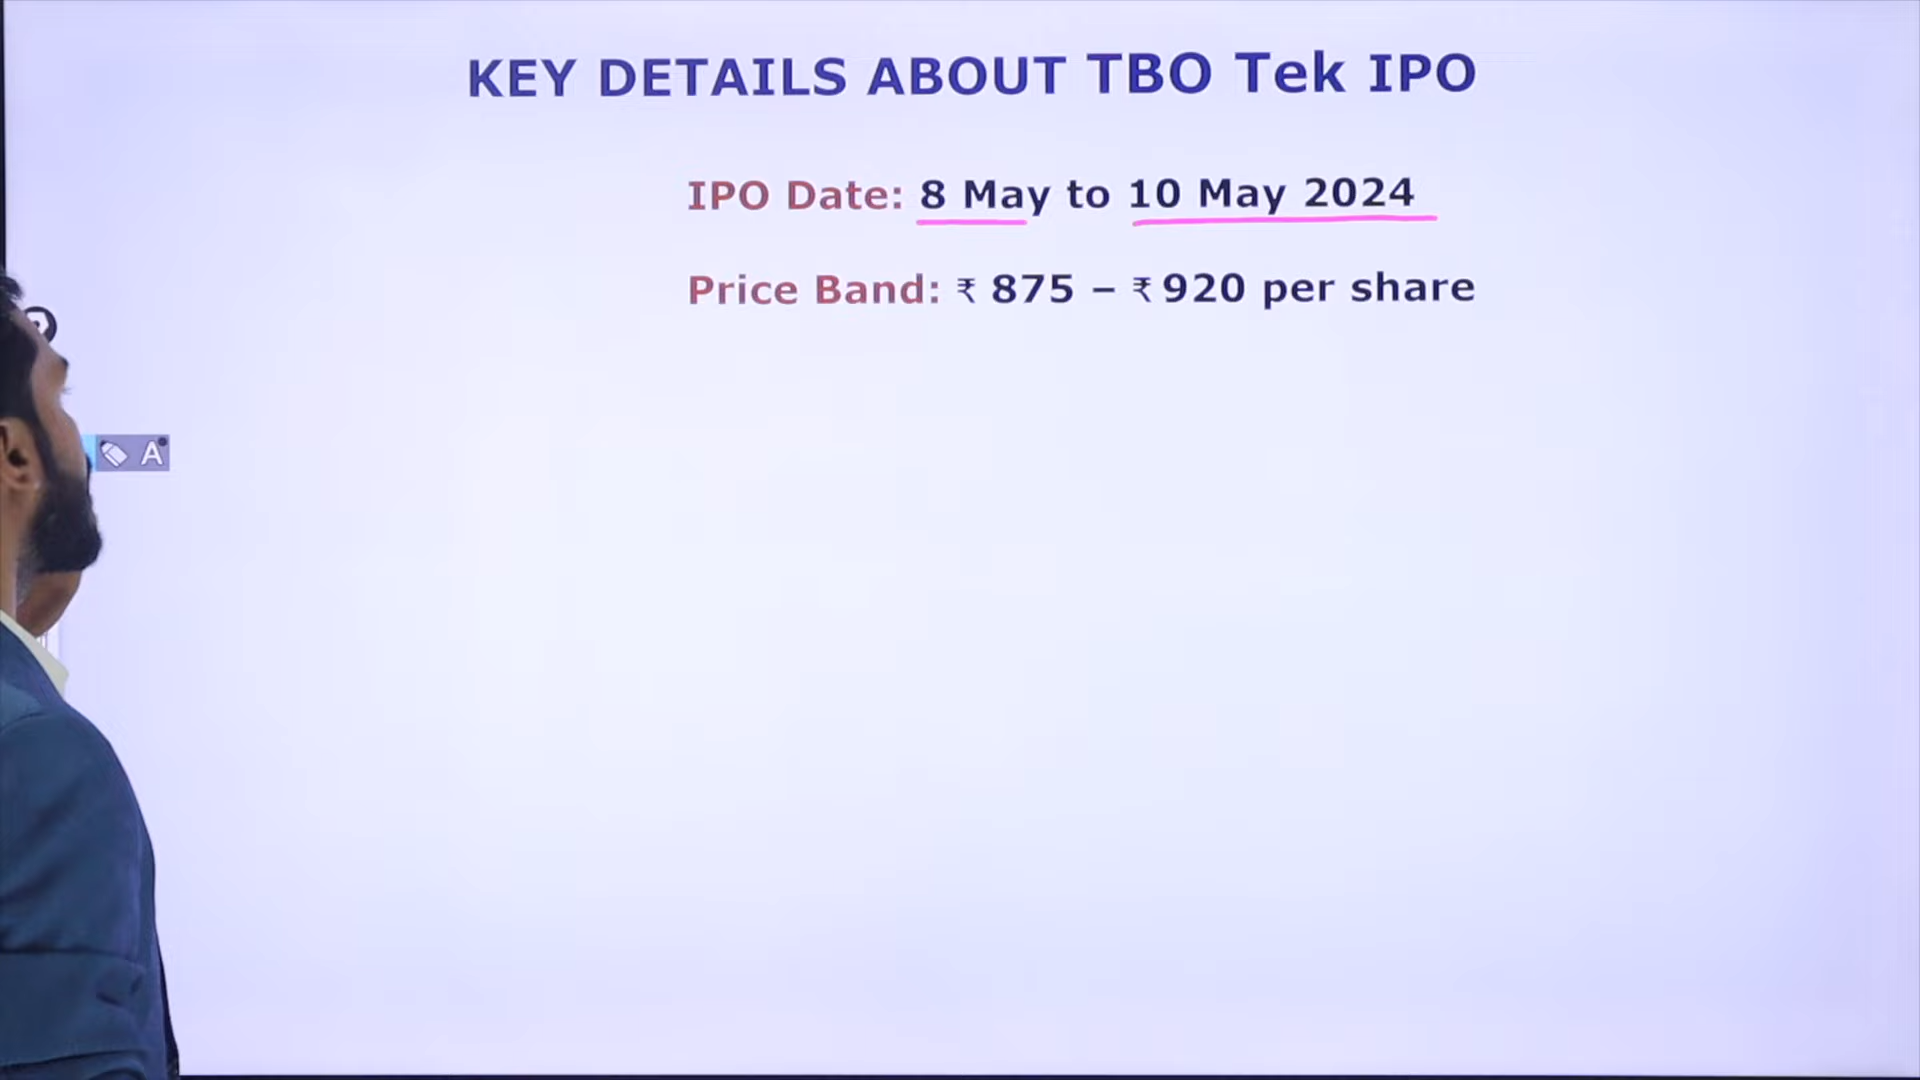 KEY DETAILS ABOUT TBO Tek IPO
IPO Date: 8 May to 10 May 2024
Price Band: ₹ 875 – ₹ 920 per share
A